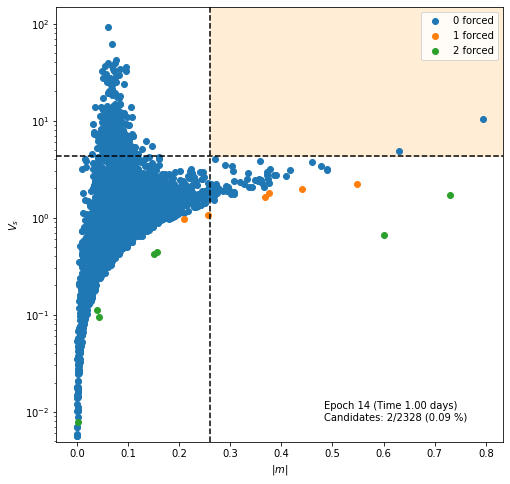 10²
10¹
10⁰
10⁻¹
10⁻²
Vₛ
0 forced
1 forced
2 forced
Epoch 14 (Time 1.00 days)
Candidates: 2/2328 (0.09 %)
0.0 0.1 0.2 0.3 0.4 0.5 0.6 0.7 0.8
|m|